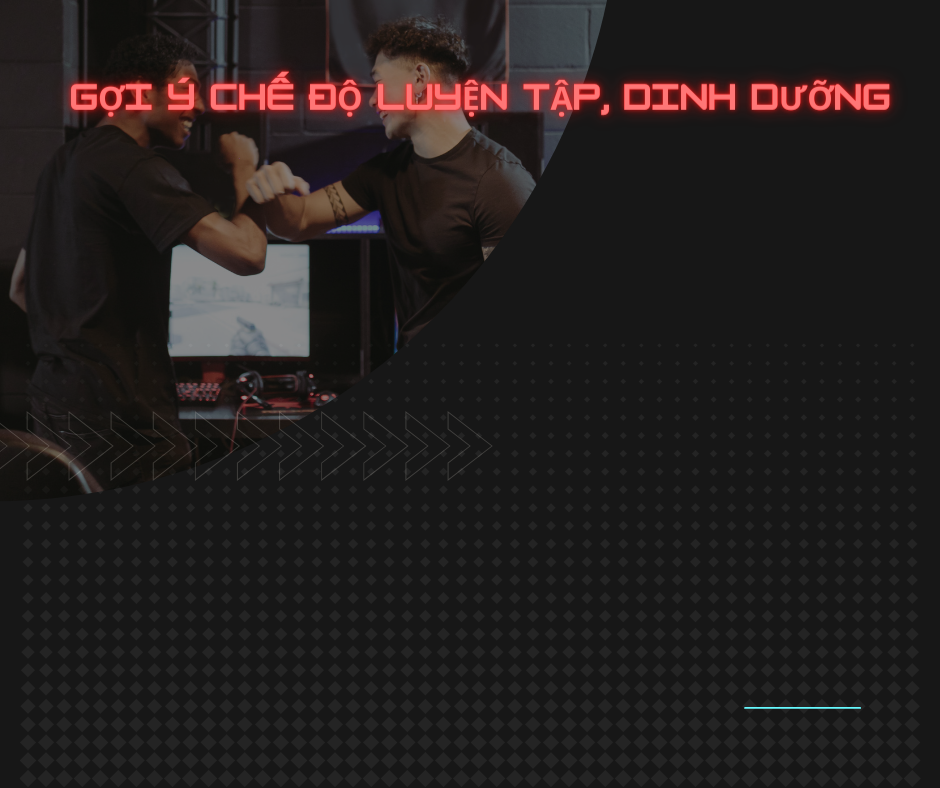 GỢI Ý CHẾ ĐỘ LUYỆN TẬP, DINH DƯỠNG